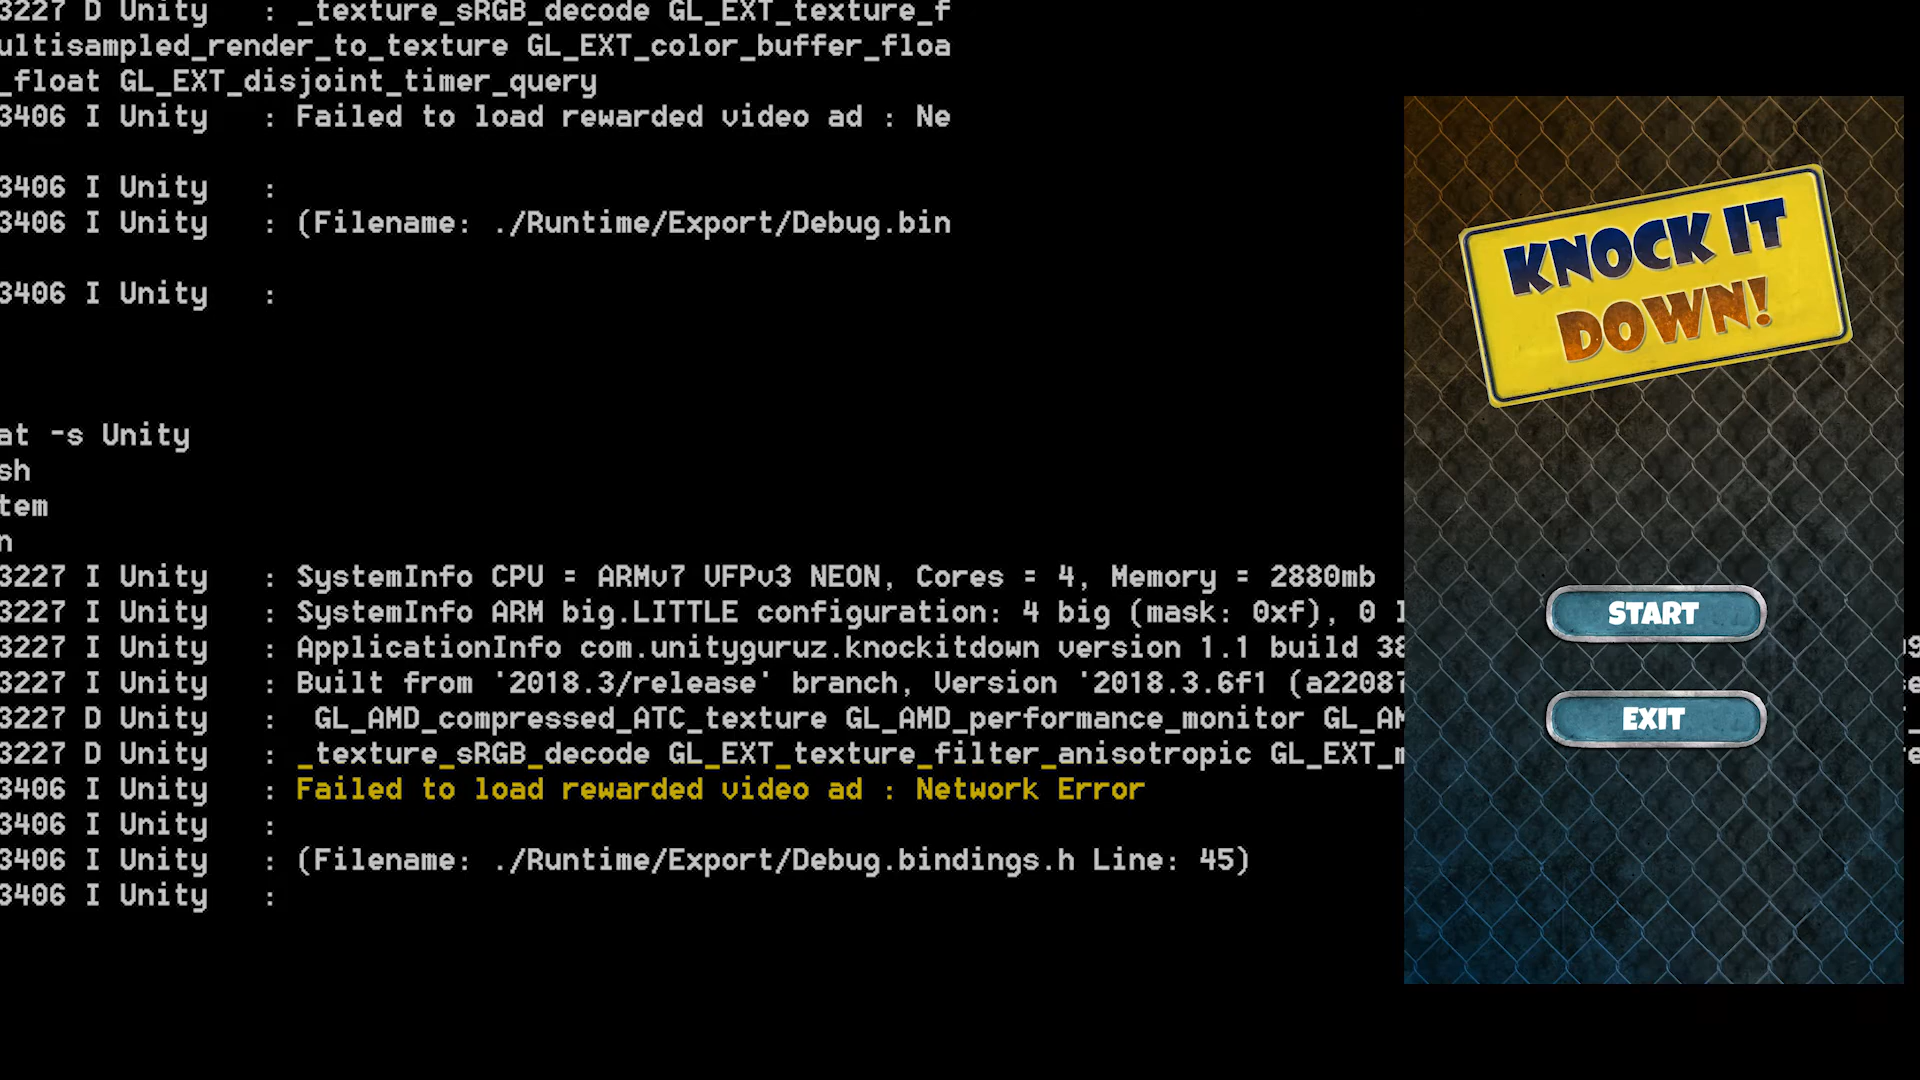 3227 D Unity : _texture_sRGB_decode GL_EXT_texture_f
ultisampled_render_to_texture GL_EXT_color_buffer_floa
_float GL_EXT_disjoint_timer_query
3406 I Unity : Failed to load rewarded video ad : Ne
3406 I Unity :
3406 I Unity : (Filename: ./Runtime/Export/Debug.bin
3406 I Unity :
at -s Unity
sh
tem
n
3227 I Unity : SystemInfo CPU = ARMv7 VFPv3 NEON, Cores = 4, Memory = 2880mb
3227 I Unity : SystemInfo ARM big.LITTLE configuration: 4 big (mask: 0xf), 0 l
3227 I Unity : ApplicationInfo com.unityguruz.knockitdown version 1.1 build 38
3227 I Unity : Built from '2018.3/release' branch, Version '2018.3.6f1 (a2208
3227 D Unity : GL_AMD_compressed_ATC_texture GL_AMD_performance_monitor GL_AM
3227 D Unity : _texture_sRGB_decode GL_EXT_texture_filter_anisotropic GL_EXT_m
3406 I Unity : Failed to load rewarded video ad : Network Error
3406 I Unity :
3406 I Unity : (Filename: ./Runtime/Export/Debug.bindings.h Line: 45)
3406 I Unity :
KNOCK IT
DOWN!
START
EXIT